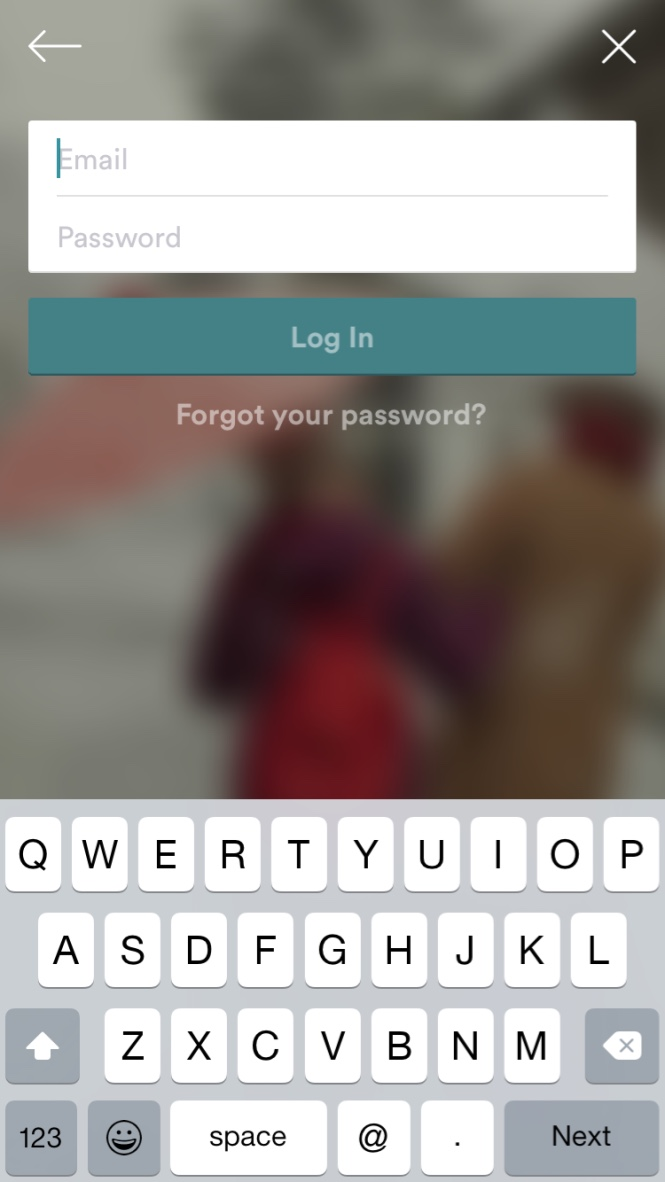 Email
Password
Log In
Forgot your password?
Q W E R T Y U I O P
A S D F G H J K L
Z X C V B N M
123 space @ . Next